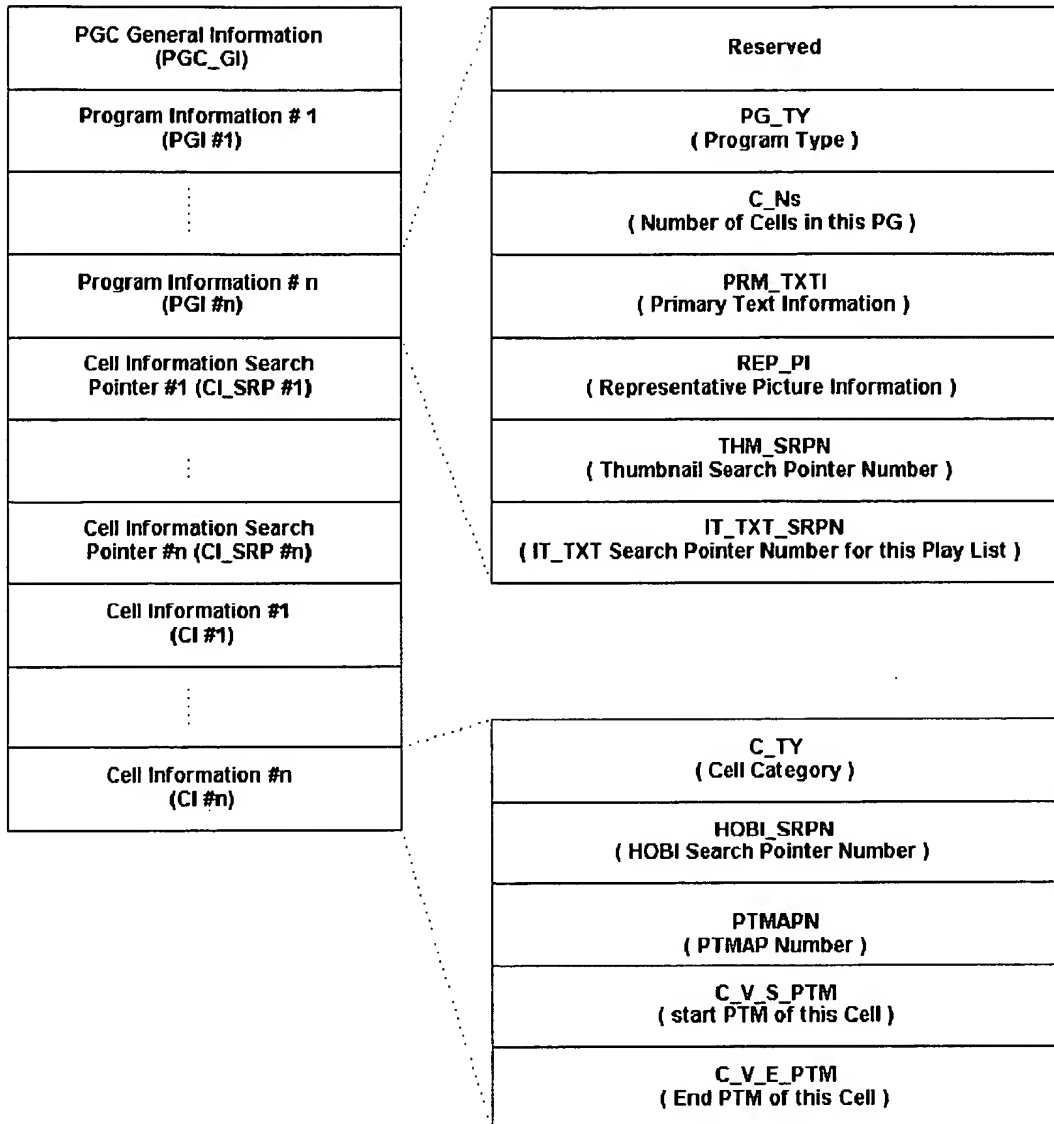 PGC General Information
(PGC_GI)
Program Information # 1
(PGI #1)
Program Information # n
(PGI #n)
Cell Information Search
Pointer #1 (CI_SRP #1)
Cell Information Search
Pointer #n (CI_SRP #n)
Cell Information #1
(CI #1)
Cell Information #n
(CI #n)
Reserved
PG_TY
( Program Type )
C_Ns
( Number of Cells in this PG )
PRM_TXTI
( Primary Text Information )
REP_PI
( Representative Picture Information )
THM_SRPN
( Thumbnail Search Pointer Number )
IT_TXT_SRPN
( IT_TXT Search Pointer Number for this Play List )
C_TY
( Cell Category )
HOBI_SRPN
( HOBI Search Pointer Number )
PTMAPN
( PTMAP Number )
C_V_S_PTM
( start PTM of this Cell )
C_V_E_PTM
( End PTM of this Cell )